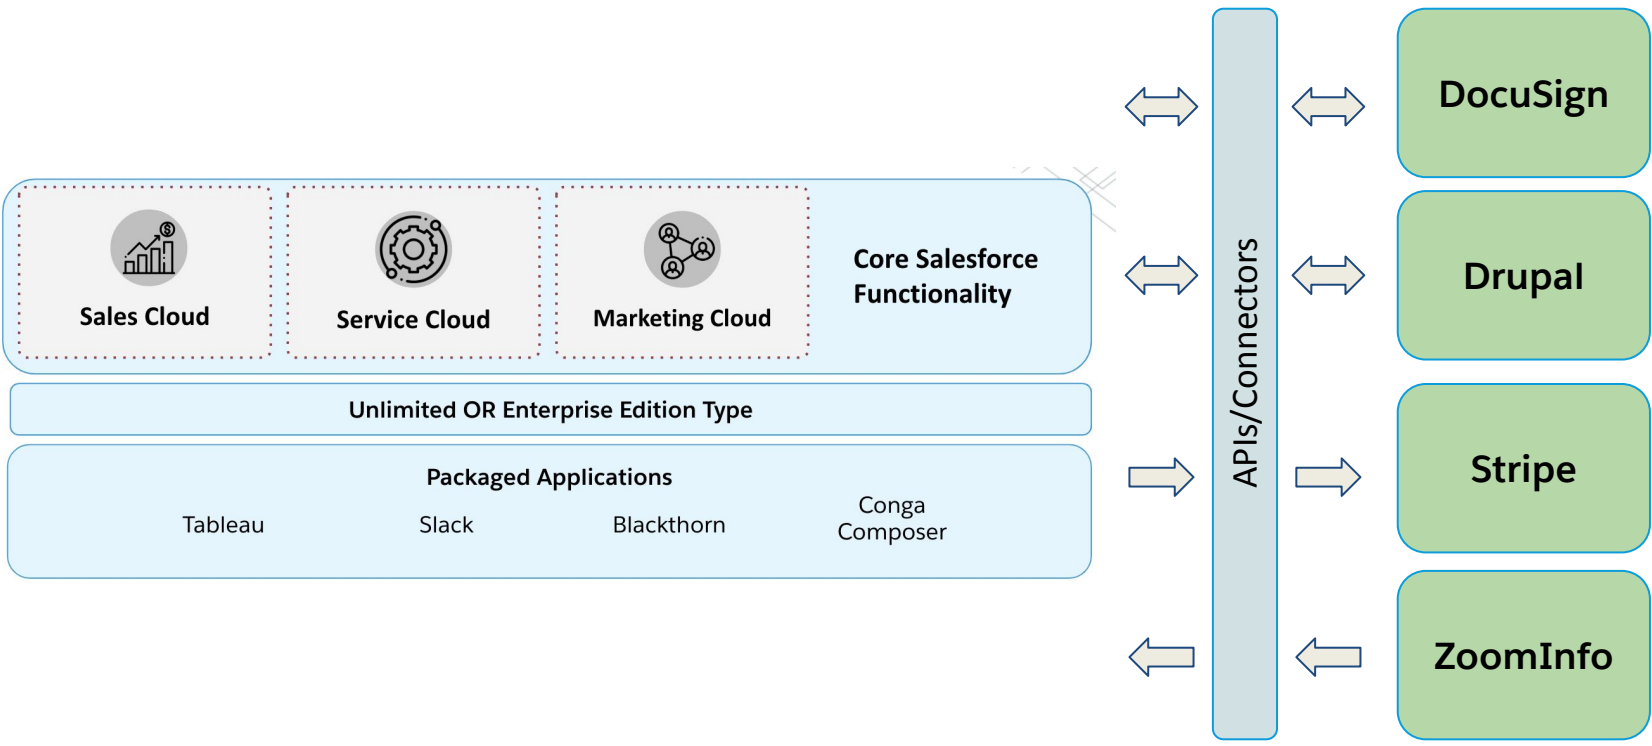 DocuSign
Sales Cloud
Service Cloud
Marketing Cloud
Core Salesforce
Functionality
Drupal
APIs/Connectors
Unlimited OR Enterprise Edition Type
Packaged Applications
Tableau
Slack
Blackthorn
Conga
Composer
Stripe
ZoomInfo